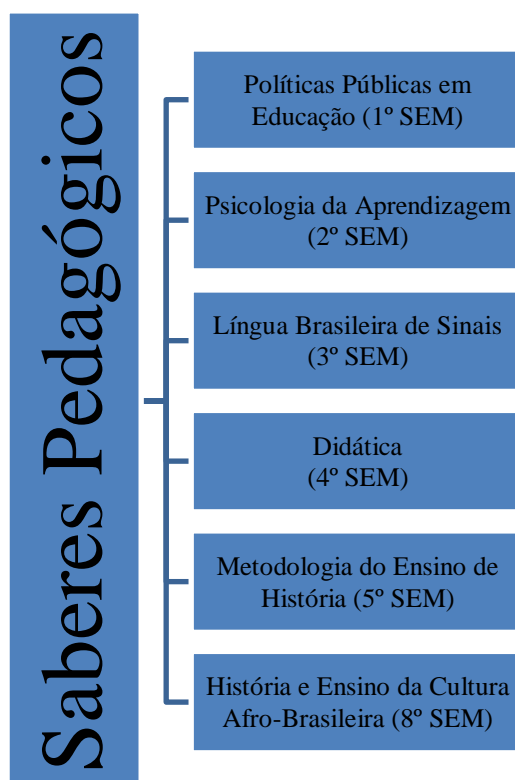 Saberes Pedagógicos
Políticas Públicas em
Educação (1º SEM)
Psicologia da Aprendizagem
(2º SEM)
Língua Brasileira de Sinais
(3º SEM)
Didática
(4º SEM)
Metodologia do Ensino de
História (5º SEM)
História e Ensino da Cultura
Afro-Brasileira (8º SEM)